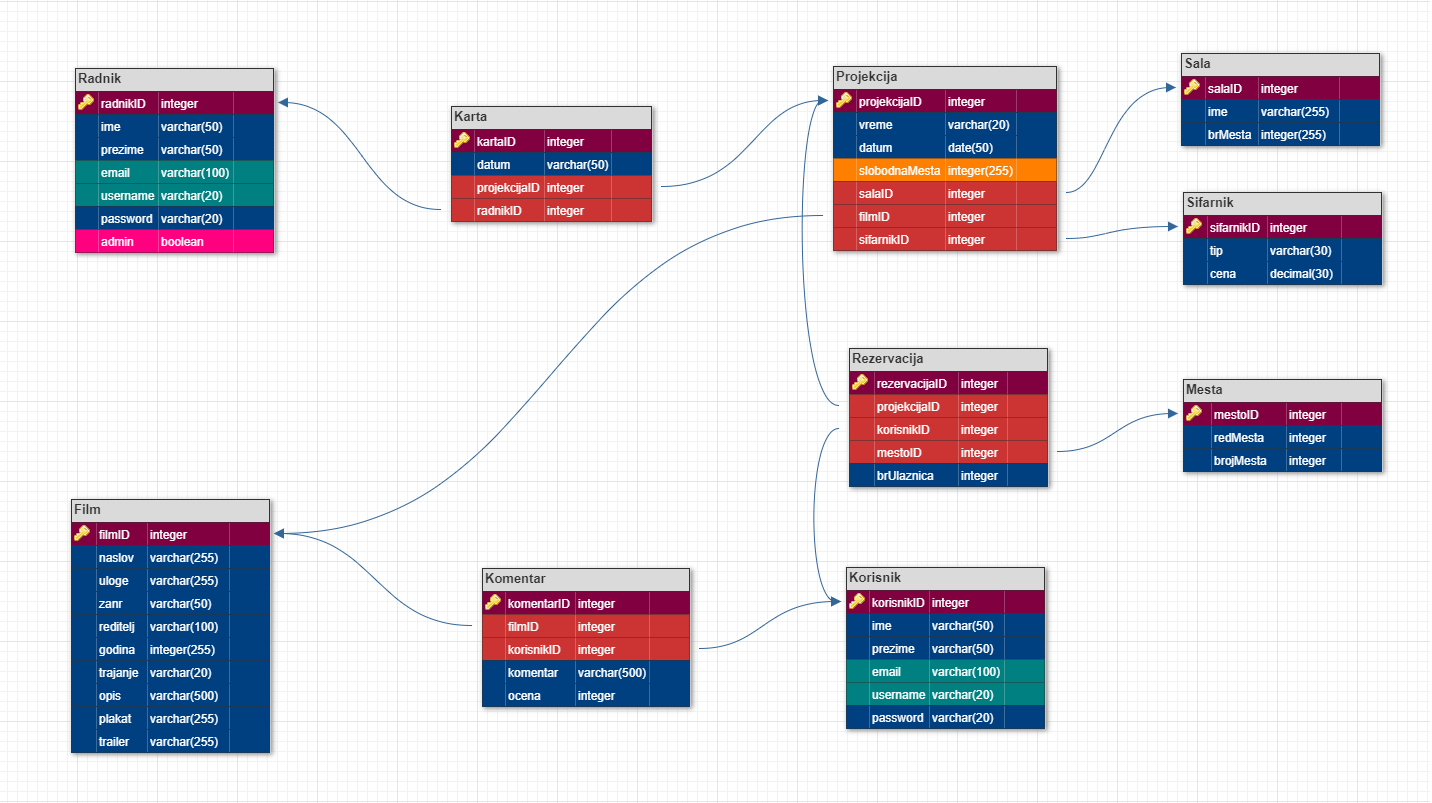 Radnik
radnikID integer
ime varchar(50)
prezime varchar(50)
email varchar(100)
username varchar(20)
password varchar(20)
admin boolean
Karta
kartaID integer
datum varchar(50)
projekcijaID integer
radnikID integer
Projekcija
projekcijaID integer
vreme varchar(20)
datum date(50)
slobodnaMesta integer(255)
salaID integer
filmID integer
sifarnikID integer
Sala
salaID integer
ime varchar(255)
brMesta integer(255)
Sifarnik
sifarnikID integer
tip varchar(30)
cena decimal(30)
Rezervacija
rezervacijaID integer
projekcijaID integer
korisnikID integer
mestoID integer
brUlaznica integer
Mesta
mestoID integer
redMesta integer
brojMesta integer
Film
filmID integer
naslov varchar(255)
uloge varchar(255)
zanr varchar(50)
reditelj varchar(100)
godina integer(255)
trajanje varchar(20)
opis varchar(500)
plakat varchar(255)
trailer varchar(255)
Komentar
komentarID integer
filmID integer
korisnikID integer
komentar varchar(500)
ocena integer
Korisnik
korisnikID integer
ime varchar(50)
prezime varchar(50)
email varchar(100)
username varchar(20)
password varchar(20)